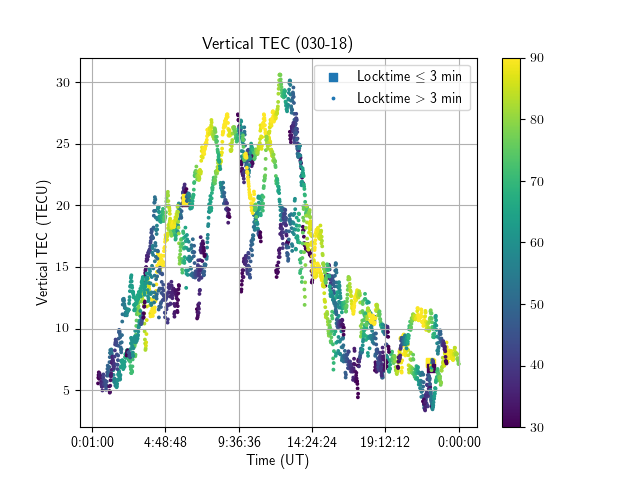 Vertical TEC (030-18)
Locktime ≤ 3 min
Locktime > 3 min
Vertical TEC (TECU)
30
25
20
15
10
5
0:01:00 4:48:48 9:36:36 14:24:24 19:12:12 0:00:00
Time (UT)
90
80
70
60
50
40
30